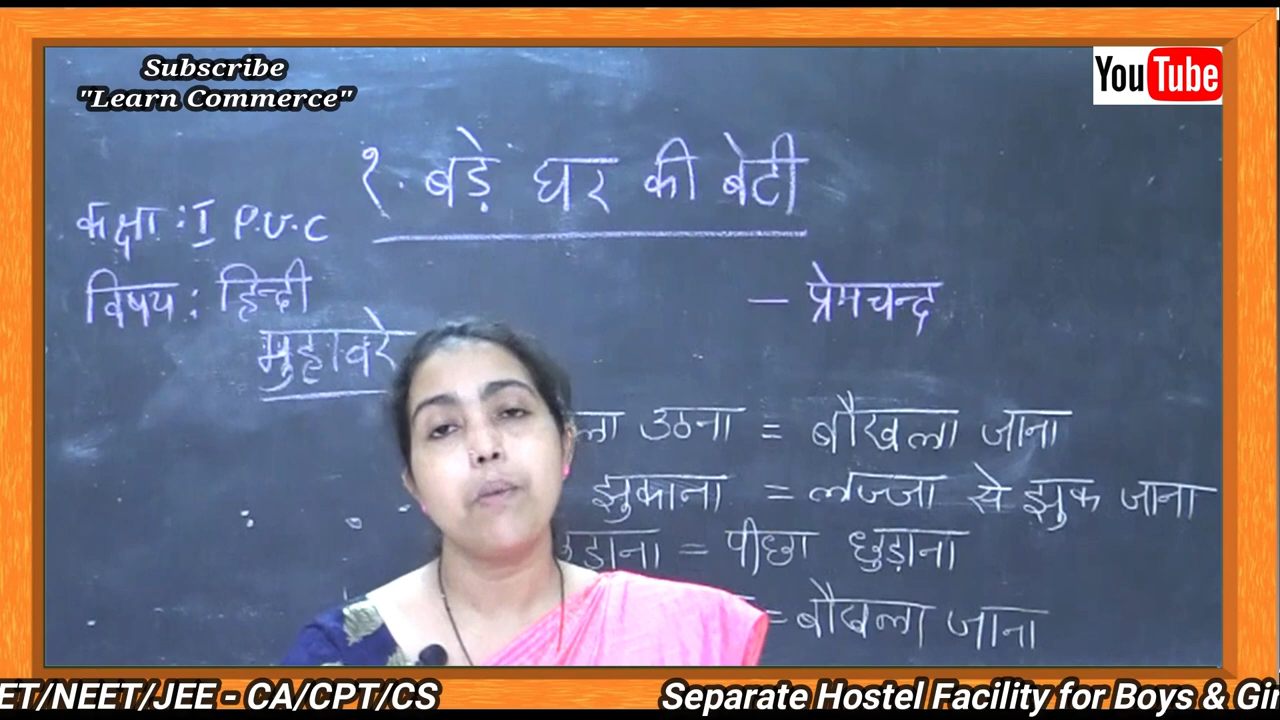 Subscribe
"Learn Commerce"
YouTube
१. बड़े घर की बेटी
कक्षा : I P.U.C
विषय : हिन्दी
– प्रेमचन्द
मुहावरे
उठना = बौखला जाना
झुकाना = लज्जा से झुक जाना
= पीछा छुड़ाना
= बौखला जाना
ET/NEET/JEE - CA/CPT/CS Separate Hostel Facility for Boys &